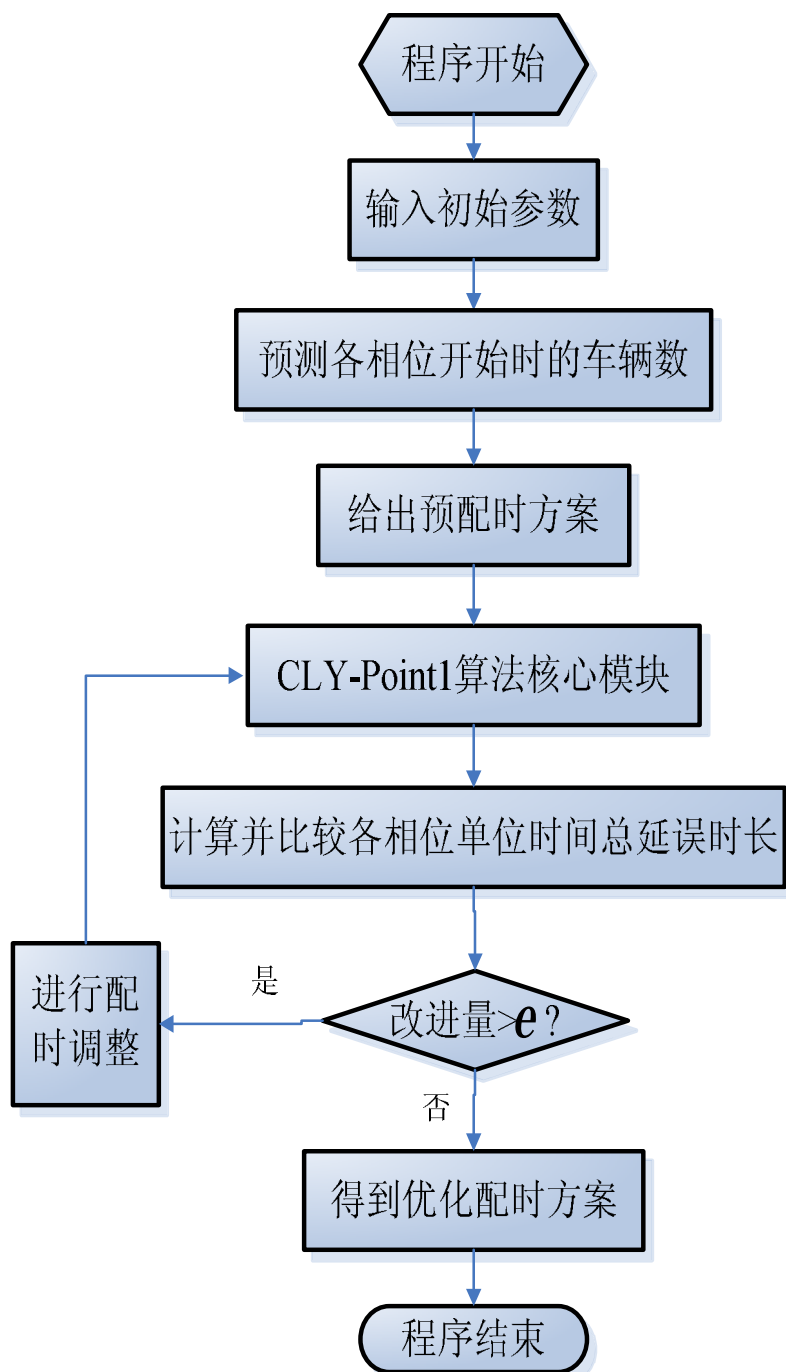 程序开始
输入初始参数
预测各相位开始时的车辆数
给出预配时方案
CLY-Point1算法核心模块
计算并比较各相位单位时间总延误时长
改进量>e?
是
进行配
时调整
否
得到优化配时方案
程序结束